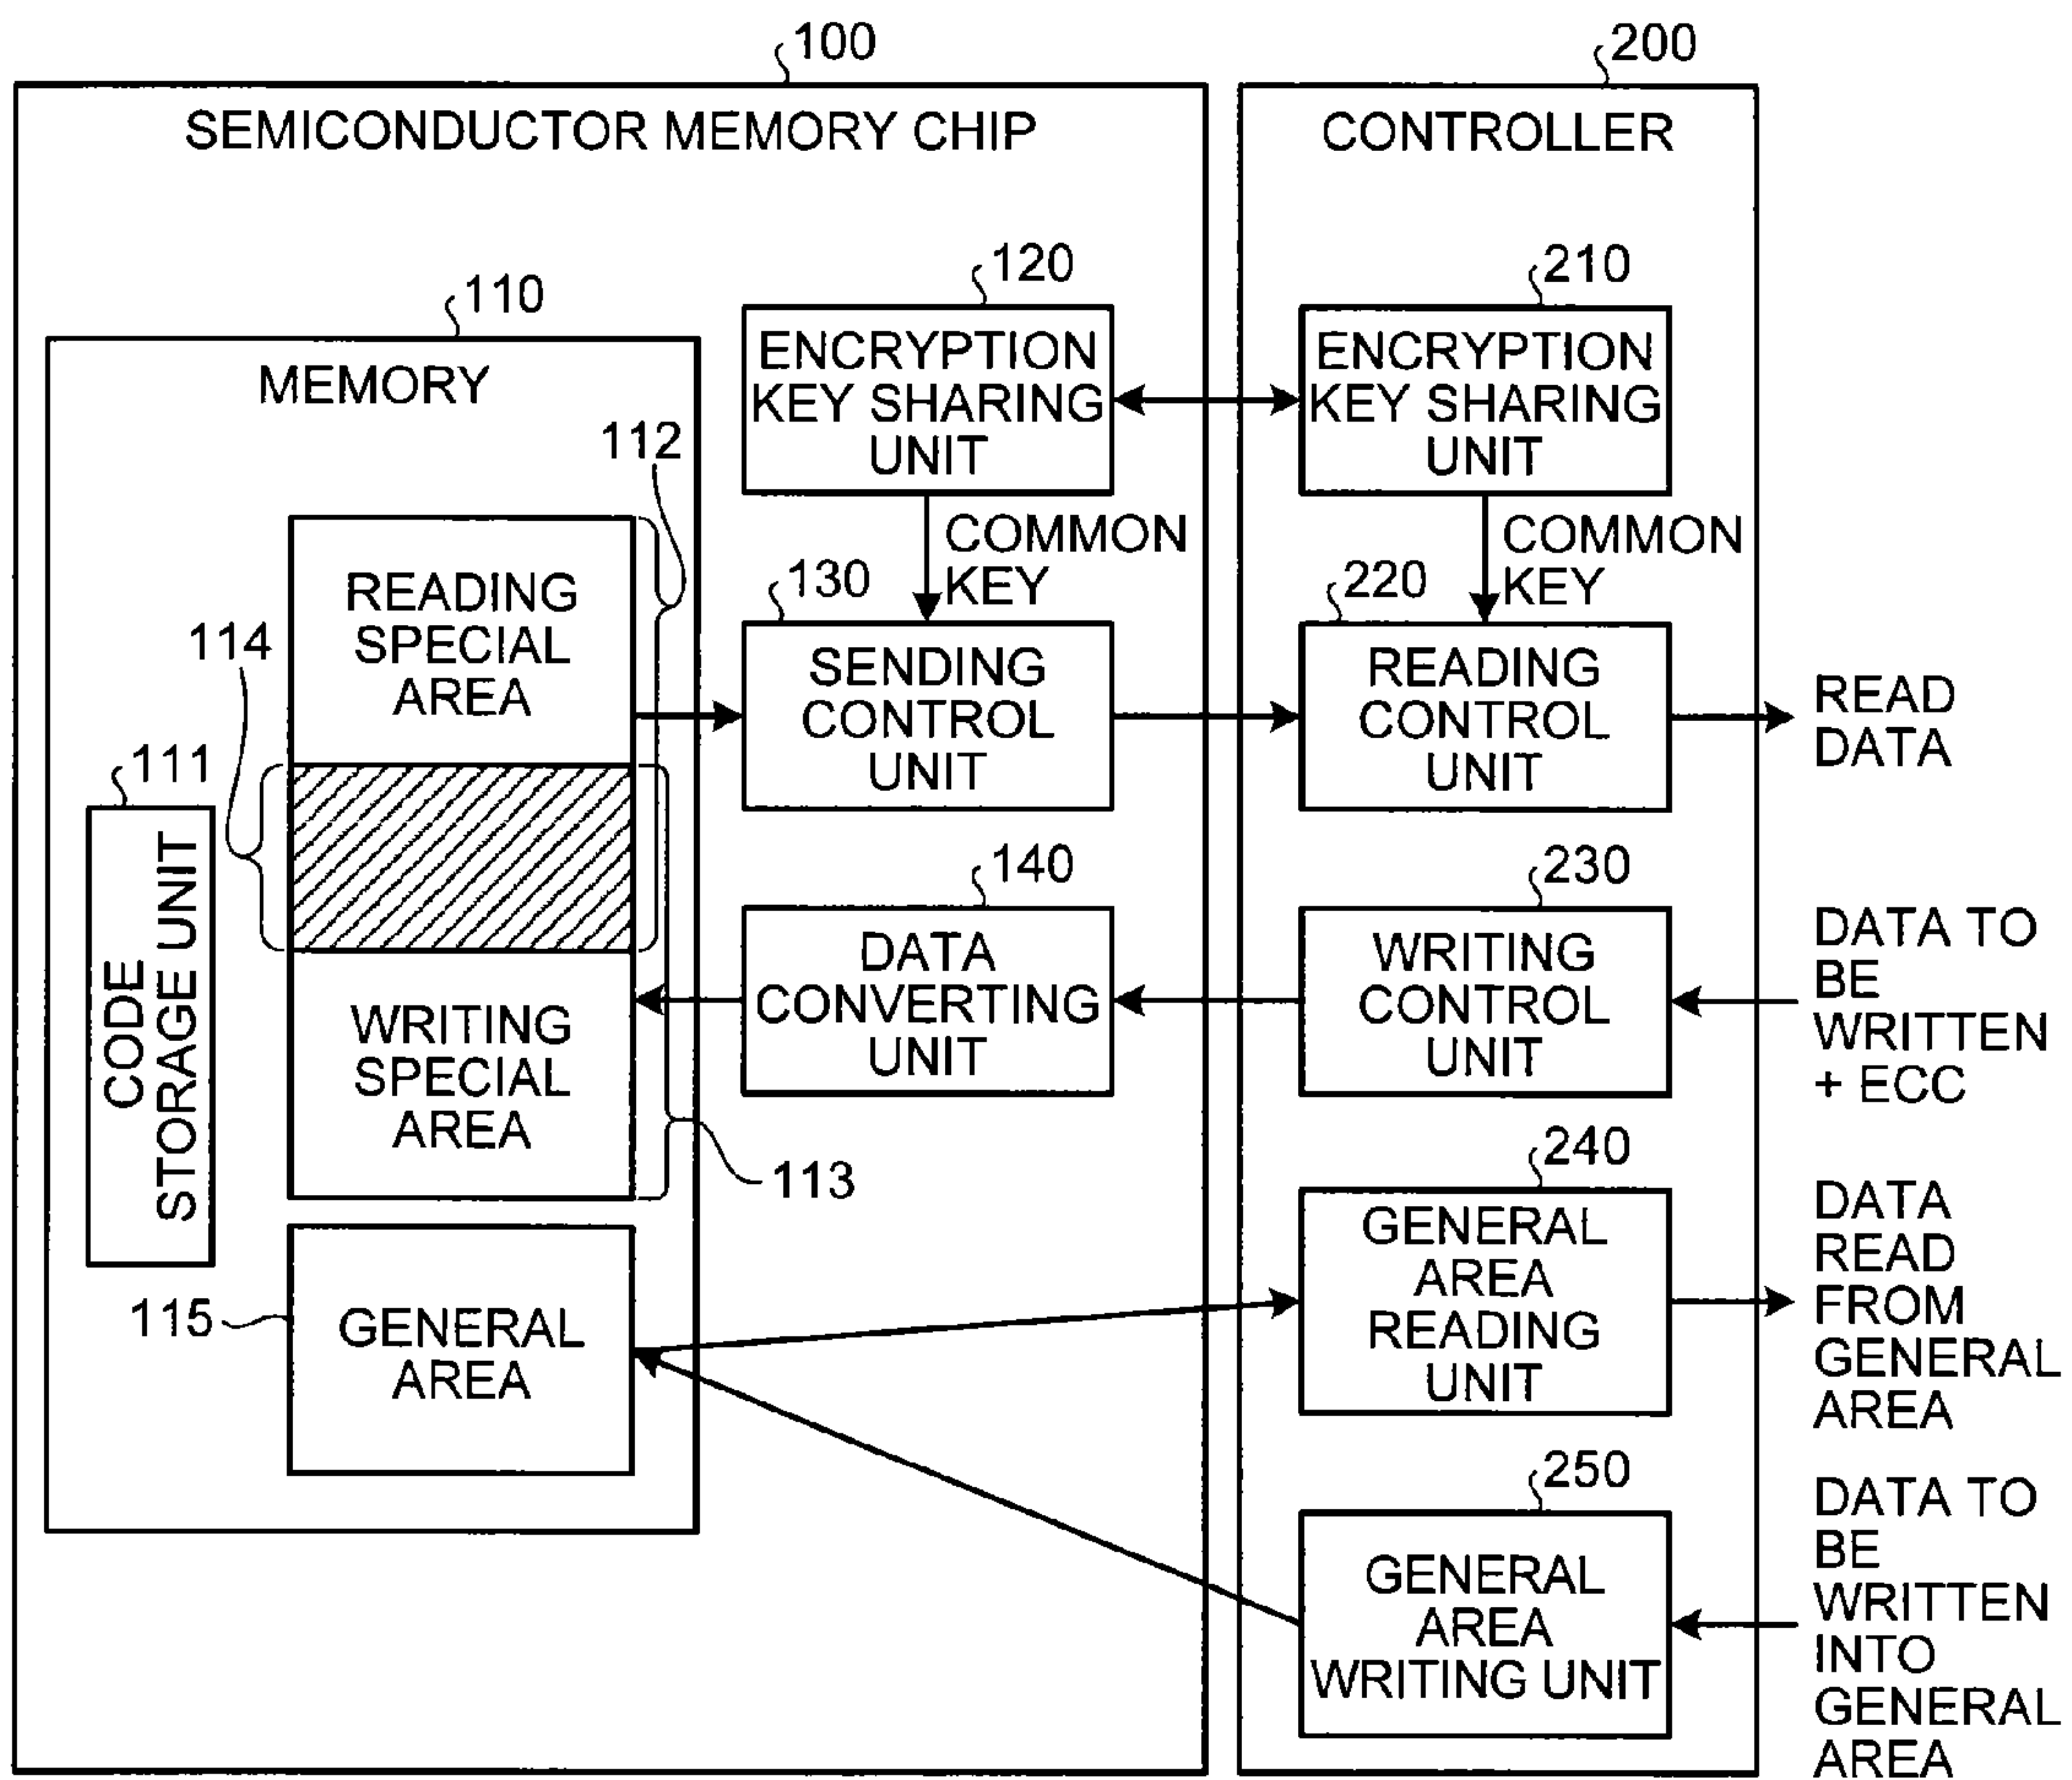 100
200
SEMICONDUCTOR MEMORY CHIP
CONTROLLER
110
MEMORY
120
ENCRYPTION
KEY SHARING
UNIT
210
ENCRYPTION
KEY SHARING
UNIT
112
COMMON
KEY
COMMON
KEY
READING
SPECIAL
AREA
114
130
SENDING
CONTROL
UNIT
220
READING
CONTROL
UNIT
READ
DATA
111
CODE
STORAGE UNIT
WRITING
SPECIAL
AREA
113
140
DATA
CONVERTING
UNIT
230
WRITING
CONTROL
UNIT
DATA TO
BE
WRITTEN
+ ECC
115
GENERAL
AREA
240
GENERAL
AREA
READING
UNIT
DATA
READ
FROM
GENERAL
AREA
250
GENERAL
AREA
WRITING UNIT
DATA TO
BE
WRITTEN
INTO
GENERAL
AREA